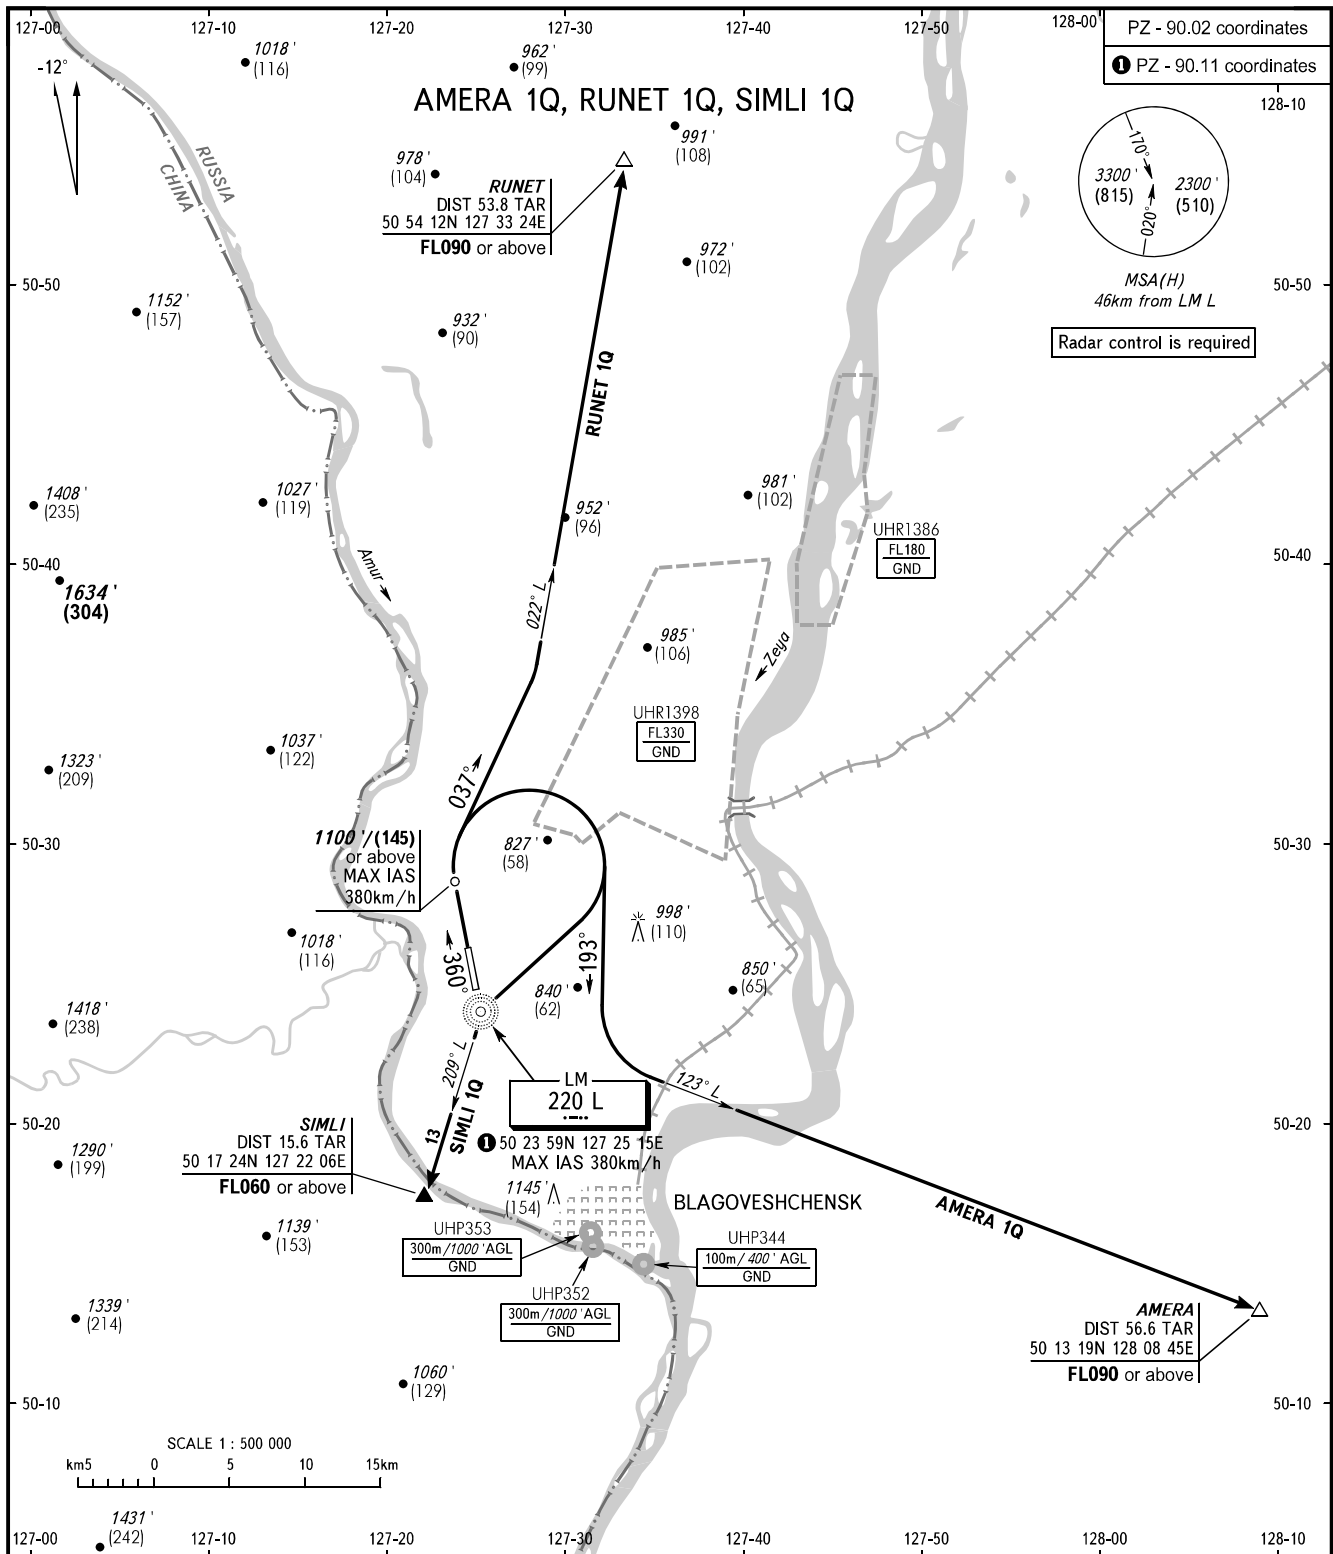 127-00
127-10
127-20
127-30
127-40
127-50
128-00
PZ - 90.02 coordinates
1 PZ - 90.11 coordinates
-12°
1018 '
(116)
962 '
(99)
AMERA 1Q, RUNET 1Q, SIMLI 1Q
128-10
991 '
(108)
RUSSIA
CHINA
978 '
(104)
170°
3300 '
(815)
2300 '
(510)
020°
RUNET
DIST 53.8 TAR
50 54 12N 127 33 24E
FL090 or above
972 '
(102)
MSA(H)
46km from LM L
50-50
50-50
1152 '
(157)
932 '
(90)
Radar control is required
RUNET 1Q
1408 '
(235)
1027 '
(119)
952 '
(96)
981 '
(102)
UHR1386
FL180
GND
50-40
50-40
Amur
1634 '
(304)
022° L
985 '
(106)
Zeya
UHR1398
FL330
GND
1037 '
(122)
1323 '
(209)
037°
1100 '/(145)
or above
MAX IAS
380km/h
50-30
50-30
827 '
(58)
998 '
(110)
1018 '
(116)
360°
193°
850 '
(65)
840 '
(62)
1418 '
(238)
209° L
LM
220 L
123° L
SIMLI 1Q
13
1 50 23 59N 127 25 15E
MAX IAS 380km/h
50-20
50-20
SIMLI
DIST 15.6 TAR
50 17 24N 127 22 06E
FL060 or above
1290 '
(199)
1145 '
(154)
BLAGOVESHCHENSK
AMERA 1Q
1139 '
(153)
UHP353
300m/1000 'AGL
GND
UHP344
100m/400 ' AGL
GND
UHP352
300m/1000 'AGL
GND
1339 '
(214)
AMERA
DIST 56.6 TAR
50 13 19N 128 08 45E
FL090 or above
1060 '
(129)
50-10
50-10
SCALE 1 : 500 000
km5
0
5
10
15km
1431 '
(242)
127-00
127-10
127-20
127-30
127-40
127-50
128-00
128-10